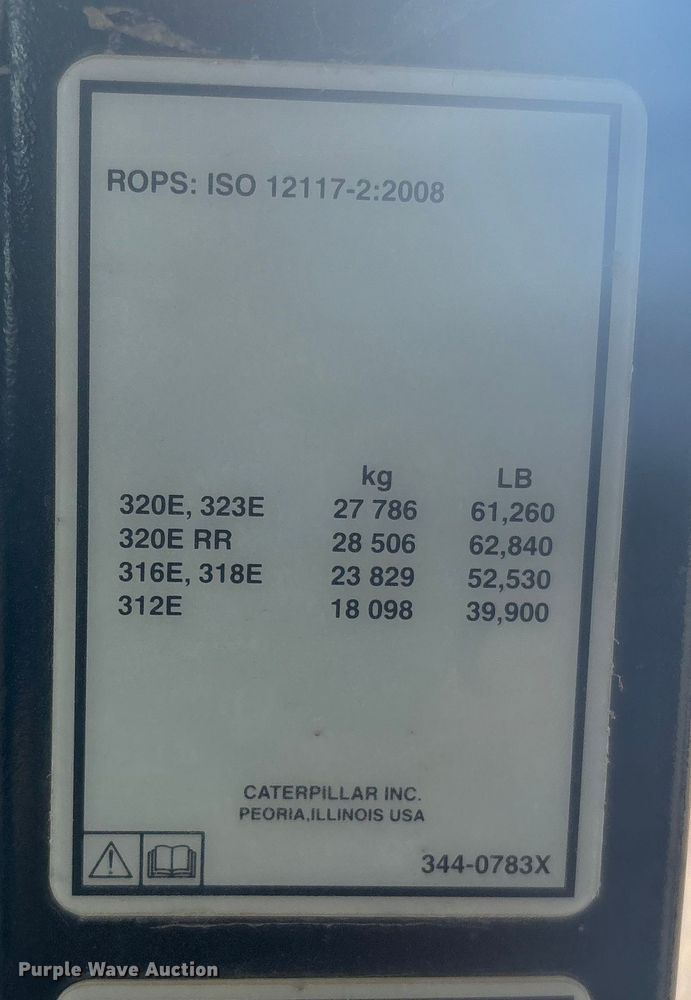 ROPS: ISO 12117-2:2008
kg LB
320E, 323E 27 786 61,260
320E RR 28 506 62,840
316E, 318E 23 829 52,530
312E 18 098 39,900
CATERPILLAR INC.
PEORIA,ILLINOIS USA
344-0783X
Purple Wave Auction